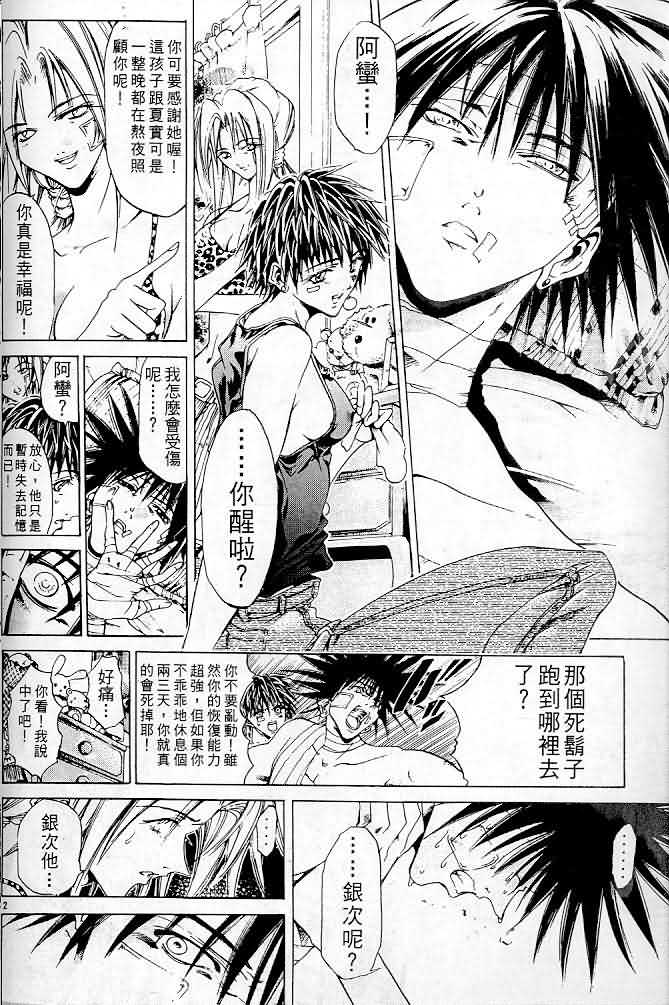 阿蠻…！
……你醒啦？
你可要感謝她喔！
這孩子跟夏實可是
一整晚都在熬夜照
顧你呢！
你真是幸福呢！
我怎麼會受傷
呢……？
阿蠻？
放心，他只是
暫時失去記憶
而已！
那個死鬍子
跑到哪裡去
了？
你不要亂動！雖
然你的恢復能力
超強，但如果你
不乖乖地休息個
兩三天，你就真
的會死掉耶！
好痛…
你看！我說
中了吧！
……
…銀次呢？
…
銀次他…
2